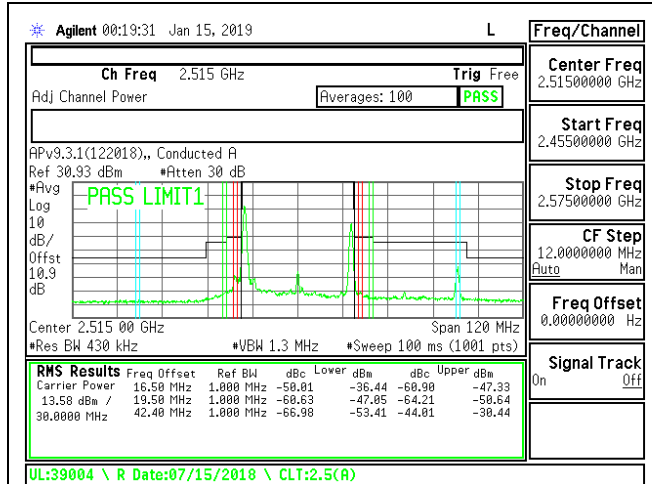 Agilent 00:19:31 Jan 15, 2019 L Freq/Channel
Ch Freq 2.515 GHz Trig Free
Adj Channel Power Averages: 100 PASS
APv9.3.1(122018),, Conducted A
Ref 30.93 dBm #Atten 30 dB
#Avg
Log
10
dB/
Offst
10.9
dB
PASS LIMIT1
Center 2.515 00 GHz Span 120 MHz
#Res BW 430 kHz #VBW 1.3 MHz #Sweep 100 ms (1001 pts)
RMS Results Freq Offset Ref BW dBc Lower dBm dBc Upper dBm
Carrier Power 16.50 MHz 1.000 MHz -50.01 -36.44 -60.90 -47.33
13.58 dBm / 19.50 MHz 1.000 MHz -60.63 -47.05 -64.21 -50.64
30.0000 MHz 42.40 MHz 1.000 MHz -66.98 -53.41 -44.01 -30.44
UL:39004 \ R Date:07/15/2018 \ CLT:2.5(A)
Center Freq
2.51500000 GHz
Start Freq
2.45500000 GHz
Stop Freq
2.57500000 GHz
CF Step
12.0000000 MHz
Auto Man
Freq Offset
0.00000000 Hz
Signal Track
On Off